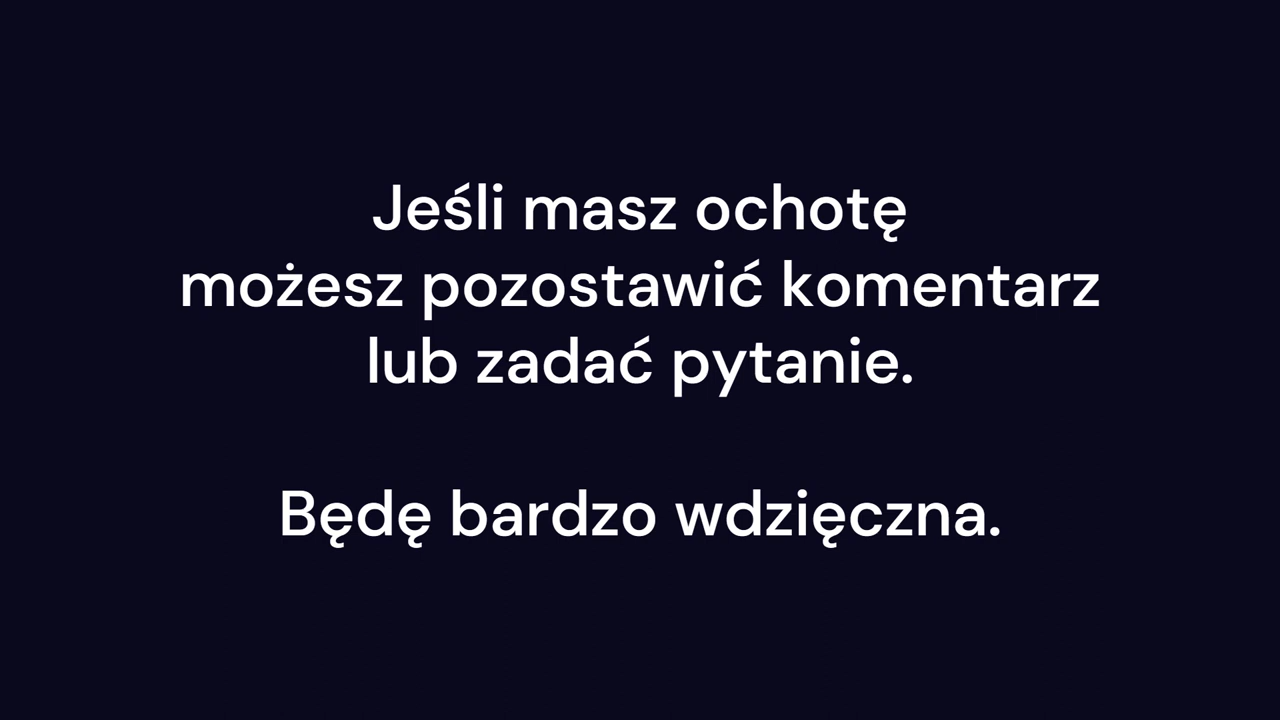 Jeśli masz ochotę
możesz pozostawić komentarz
lub zadać pytanie.
Będę bardzo wdzięczna.